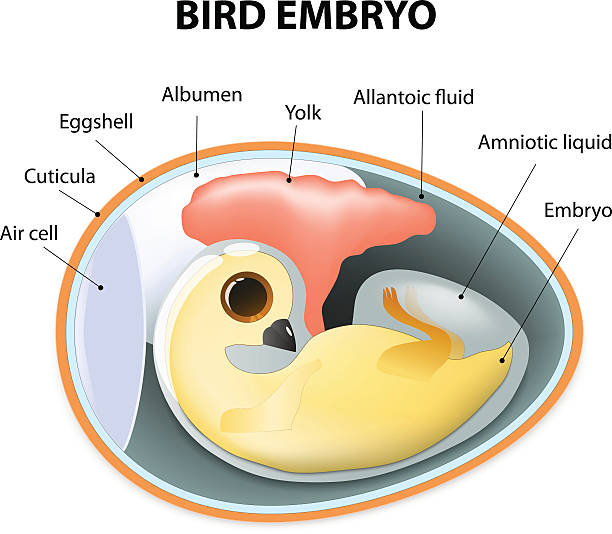 BIRD EMBRYO
Albumen
Yolk
Allantoic fluid
Eggshell
Amniotic liquid
Cuticula
Embryo
Air cell